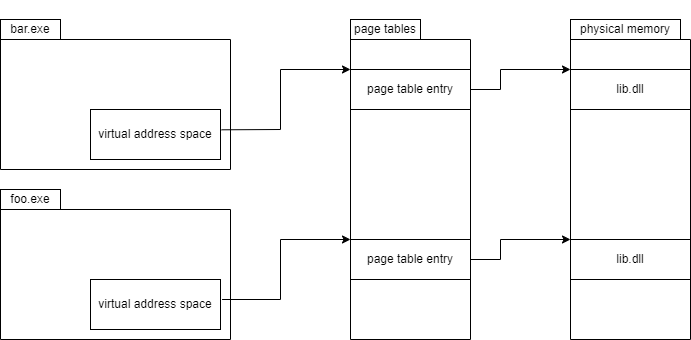 bar.exe
page tables
physical memory
page table entry
lib.dll
virtual address space
foo.exe
page table entry
lib.dll
virtual address space